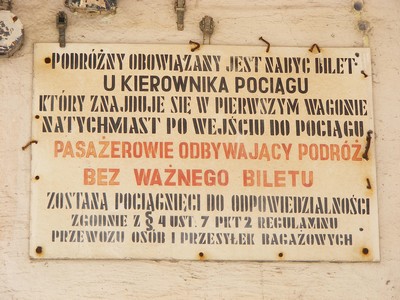 PODRÓŻNY OBOWIĄZANY JEST NABYĆ BILET
U KIEROWNIKA POCIĄGU
KTÓRY ZNAJDUJE SIĘ W PIERWSZYM WAGONIE
NATYCHMIAST PO WEJŚCIU DO POCIĄGU
PASAŻEROWIE ODBYWAJĄCY PODRÓŻ
BEZ WAŻNEGO BILETU
ZOSTANĄ POCIĄGNIĘCI DO ODPOWIEDZIALNOŚCI
ZGODNIE Z § 4 UST. 7 PKT 2 REGULAMINU
PRZEWOZU OSÓB I PRZESYŁEK BAGAŻOWYCH